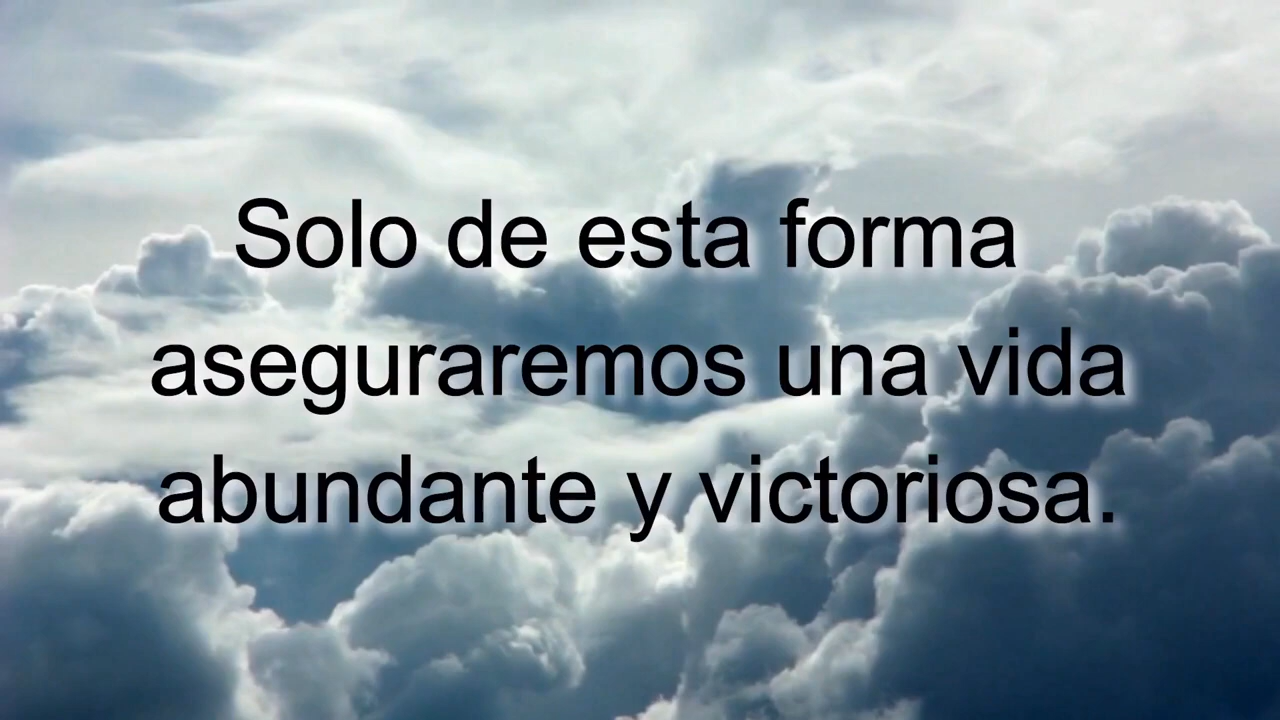 Solo de esta forma
aseguraremos una vida
abundante y victoriosa.